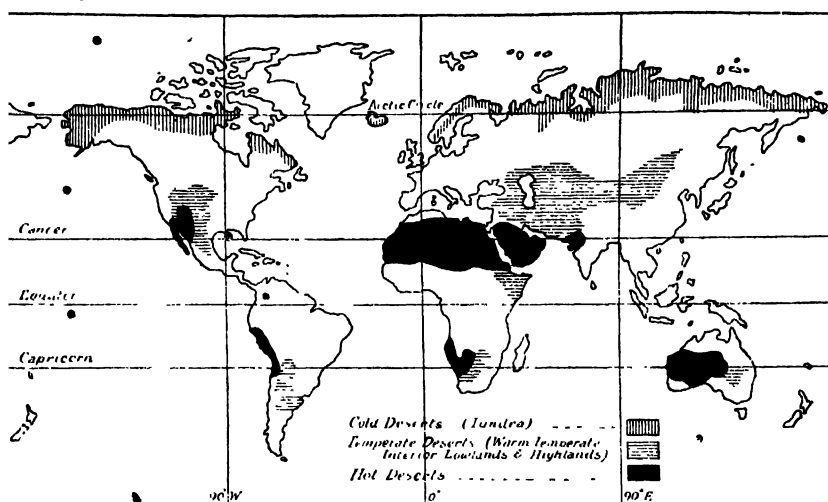 Arctic Circle
Cancer
Equator
Capricorn
Cold Deserts (Tundra)
Temperate Deserts (Warm Temperate
Interior Lowlands & Highlands)
Hot Deserts
90°W 0° 90°E